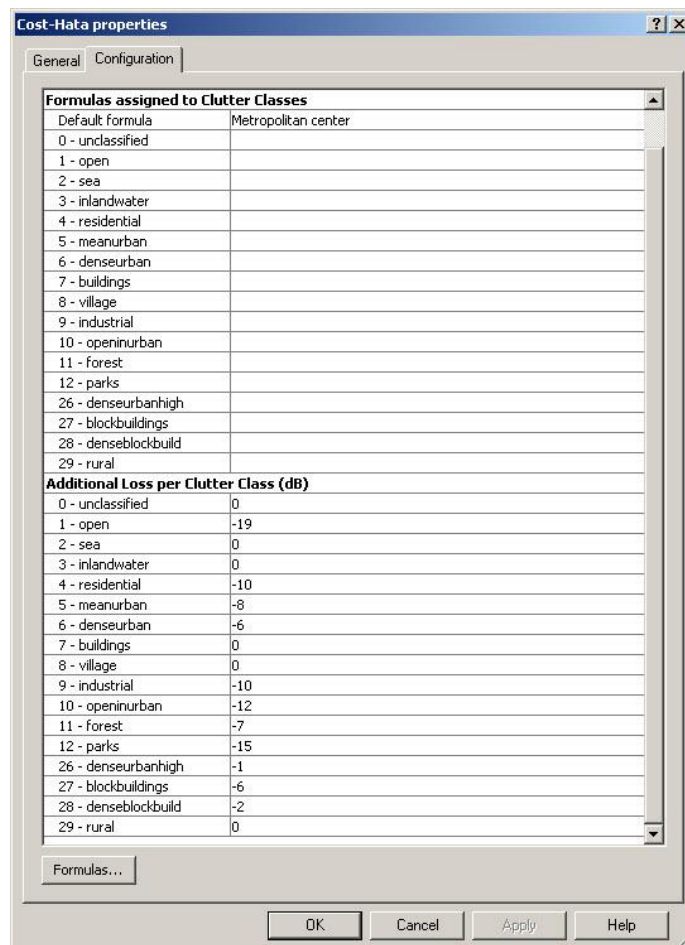 Cost-Hata properties
General Configuration
Formulas assigned to Clutter Classes
Default formula Metropolitan center
0 - unclassified
1 - open
2 - sea
3 - inlandwater
4 - residential
5 - meanurban
6 - denseurban
7 - buildings
8 - village
9 - industrial
10 - openinurban
11 - forest
12 - parks
26 - denseurbanhigh
27 - blockbuildings
28 - denseblockbuild
29 - rural
Additional Loss per Clutter Class (dB)
0 - unclassified 0
1 - open -19
2 - sea 0
3 - inlandwater 0
4 - residential -10
5 - meanurban -8
6 - denseurban -6
7 - buildings 0
8 - village 0
9 - industrial -10
10 - openinurban -12
11 - forest -7
12 - parks -15
26 - denseurbanhigh -1
27 - blockbuildings -6
28 - denseblockbuild -2
29 - rural 0
Formulas...
OK Cancel Apply Help